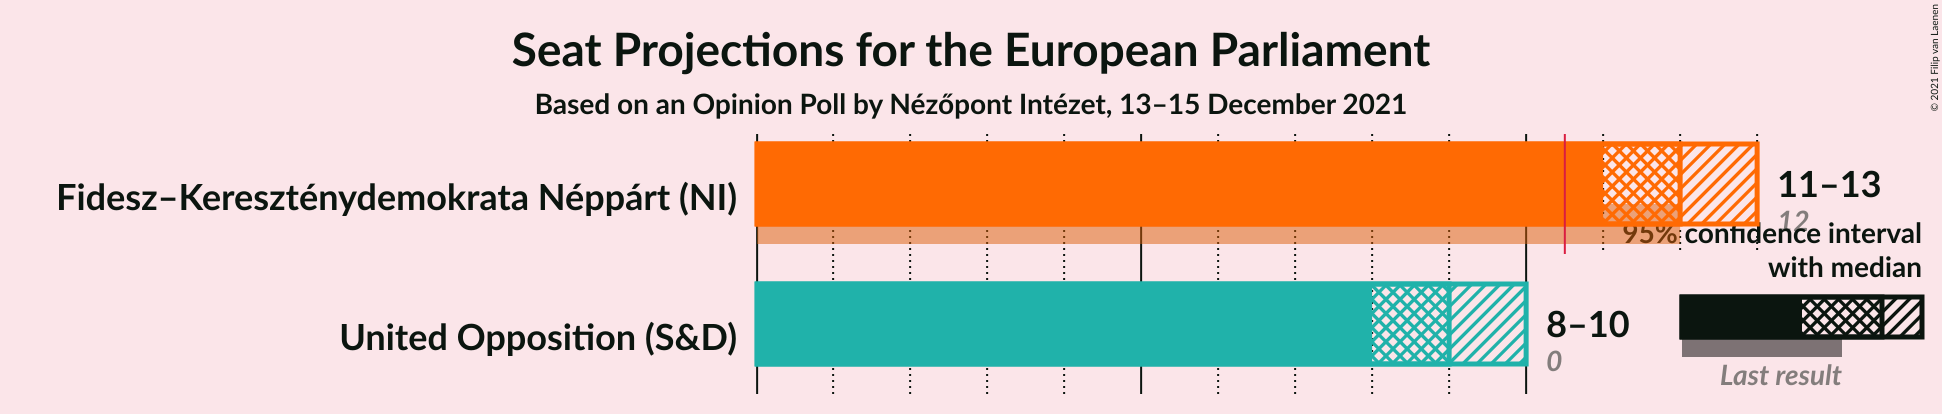 Seat Projections for the European Parliament
Based on an Opinion Poll by Nézőpont Intézet, 13–15 December 2021
© 2021 Filip van Laenen
Fidesz–Kereszténydemokrata Néppárt (NI)
11–13
12
95% confidence interval
with median
United Opposition (S&D)
8–10
0
Last result